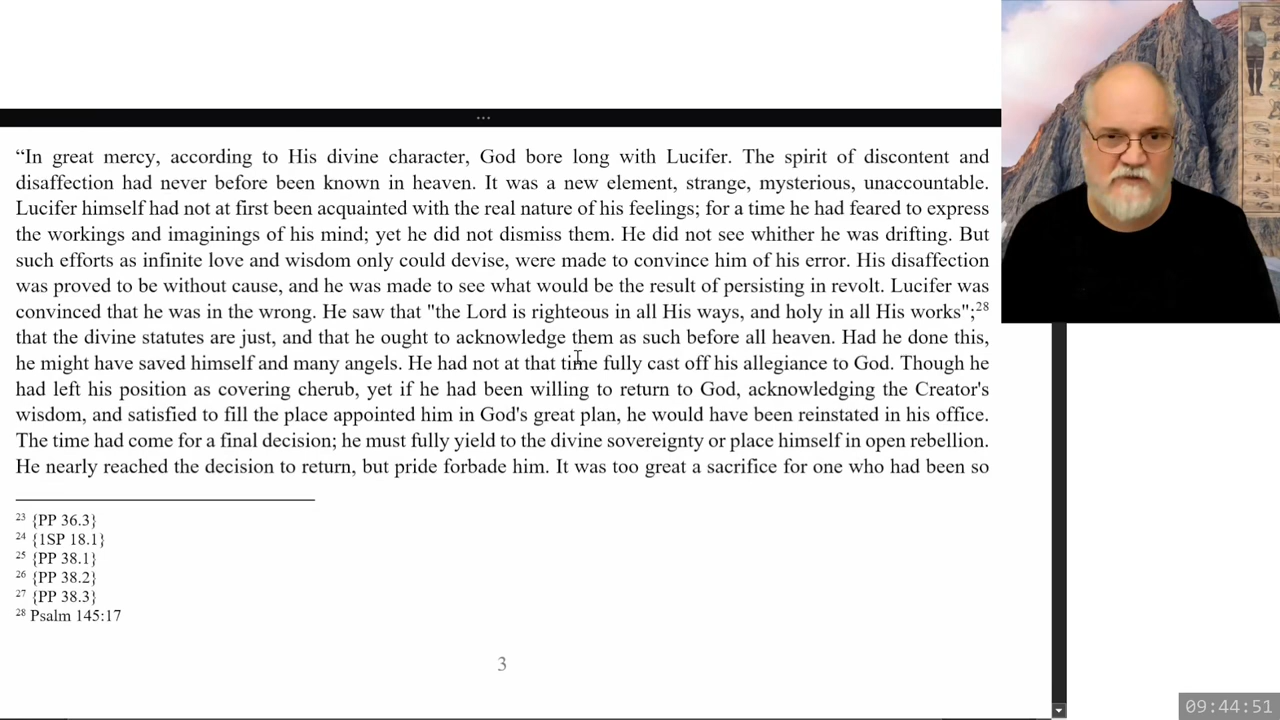 “In great mercy, according to His divine character, God bore long with Lucifer. The spirit of discontent and
disaffection had never before been known in heaven. It was a new element, strange, mysterious, unaccountable.
Lucifer himself had not at first been acquainted with the real nature of his feelings; for a time he had feared to express
the workings and imaginings of his mind; yet he did not dismiss them. He did not see whither he was drifting. But
such efforts as infinite love and wisdom only could devise, were made to convince him of his error. His disaffection
was proved to be without cause, and he was made to see what would be the result of persisting in revolt. Lucifer was
convinced that he was in the wrong. He saw that "the Lord is righteous in all His ways, and holy in all His works";28
that the divine statutes are just, and that he ought to acknowledge them as such before all heaven. Had he done this,
he might have saved himself and many angels. He had not at that time fully cast off his allegiance to God. Though he
had left his position as covering cherub, yet if he had been willing to return to God, acknowledging the Creator's
wisdom, and satisfied to fill the place appointed him in God's great plan, he would have been reinstated in his office.
The time had come for a final decision; he must fully yield to the divine sovereignty or place himself in open rebellion.
He nearly reached the decision to return, but pride forbade him. It was too great a sacrifice for one who had been so
23 {PP 36.3}
24 {1SP 18.1}
25 {PP 38.1}
26 {PP 38.2}
27 {PP 38.3}
28 Psalm 145:17
3
09:44:51